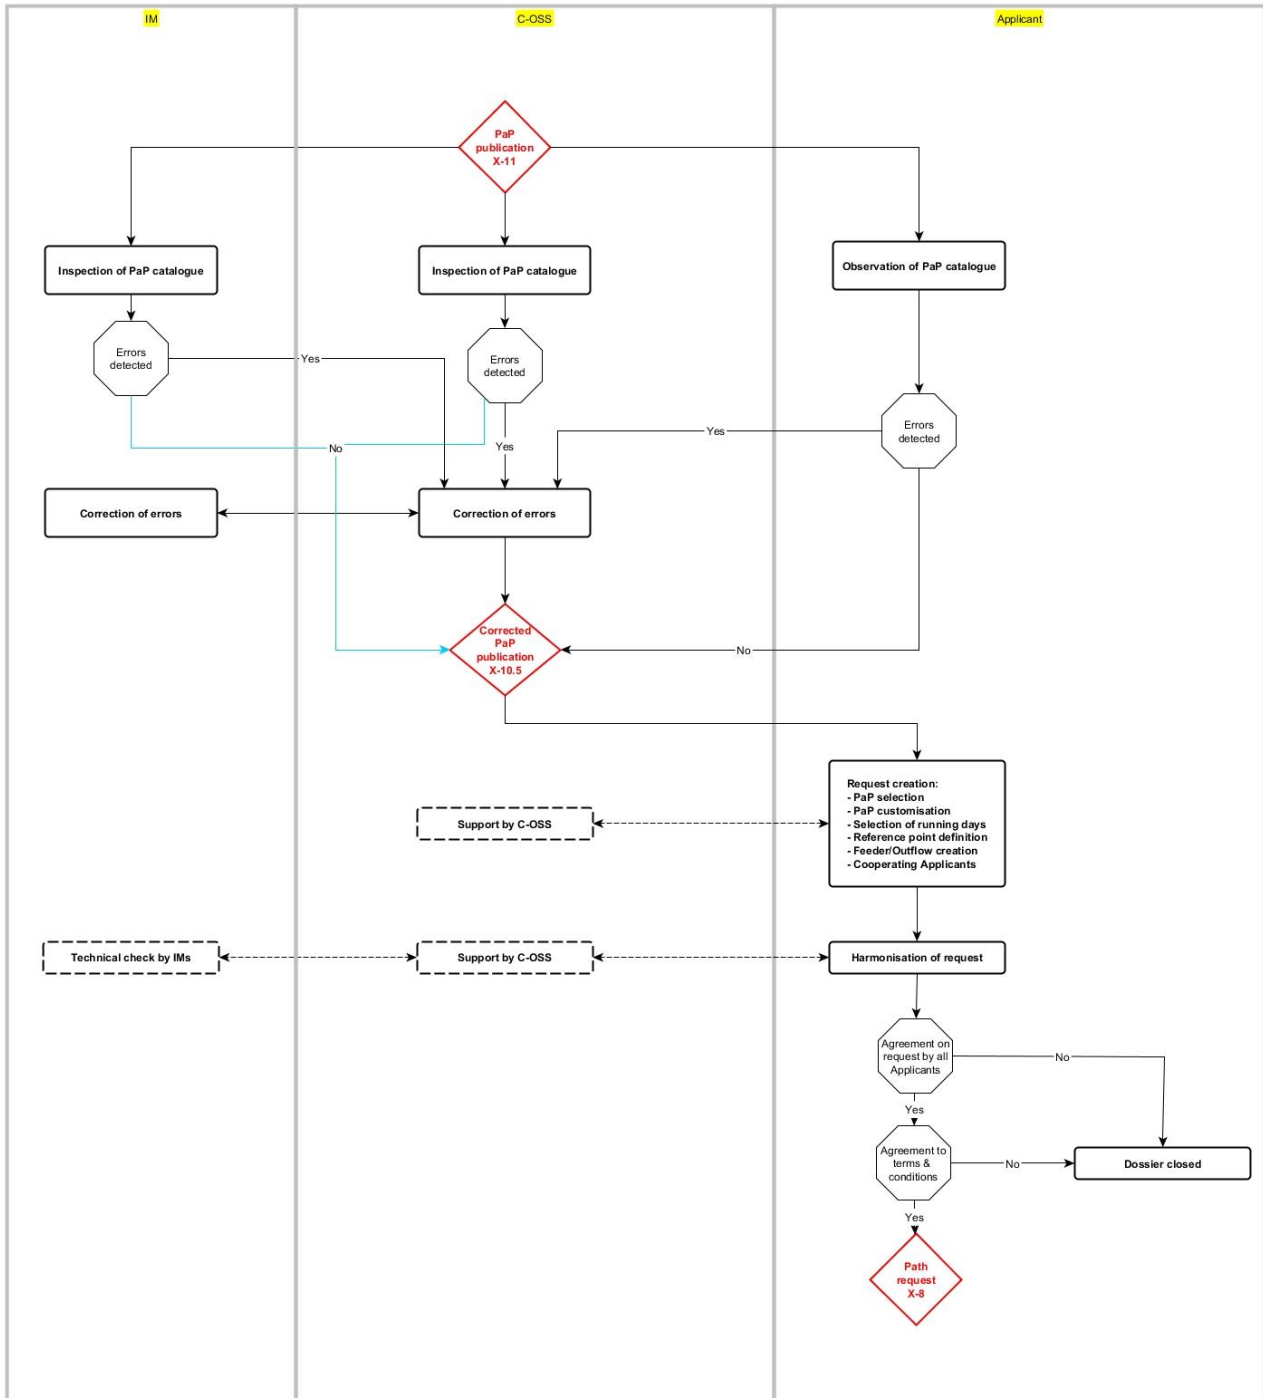 IM
C-OSS
Applicant
PaP
publication
X-11
Inspection of PaP catalogue
Inspection of PaP catalogue
Observation of PaP catalogue
Errors
detected
Yes
Errors
detected
Errors
detected
Yes
No
Yes
Correction of errors
Correction of errors
Corrected
PaP
publication
X-10.5
No
Request creation:
- PaP selection
- PaP customisation
- Selection of running days
- Reference point definition
- Feeder/Outflow creation
- Cooperating Applicants
Support by C-OSS
Technical check by IMs
Support by C-OSS
Harmonisation of request
Agreement on
request by all
Applicants
No
Yes
Agreement to
terms &
conditions
No
Dossier closed
Yes
Path
request
X-8